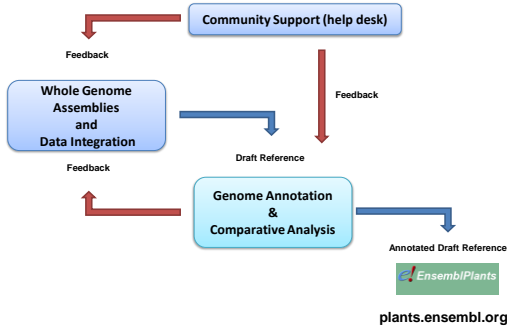 Community Support (help desk)
Feedback
Whole Genome
Assemblies
and
Data Integration
Feedback
Feedback
Draft Reference
Genome Annotation
&
Comparative Analysis
Annotated Draft Reference
e! EnsemblPlants
plants.ensembl.org